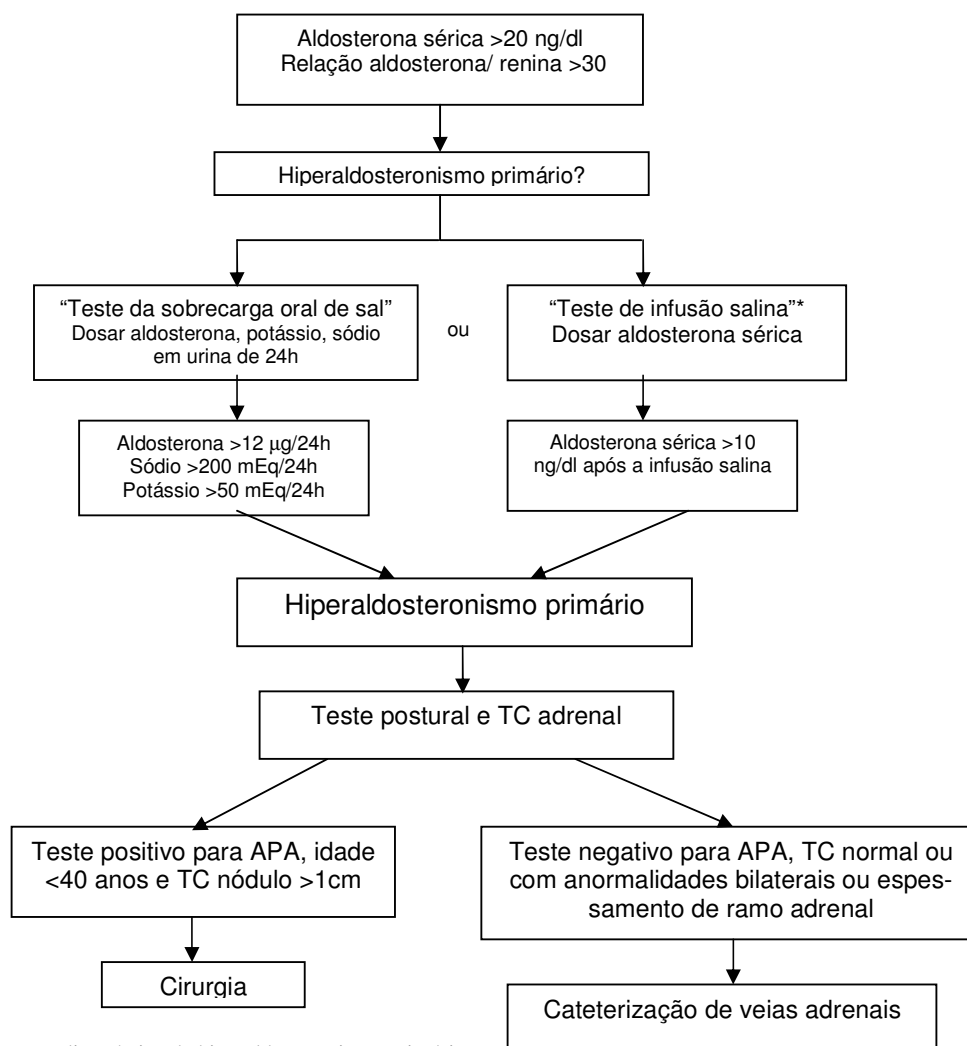 Aldosterona sérica >20 ng/dl
Relação aldosterona/ renina >30
Hiperaldosteronismo primário?
“Teste da sobrecarga oral de sal”
Dosar aldosterona, potássio, sódio
em urina de 24h
ou
“Teste de infusão salina”*
Dosar aldosterona sérica
Aldosterona >12 µg/24h
Sódio >200 mEq/24h
Potássio >50 mEq/24h
Aldosterona sérica >10
ng/dl após a infusão salina
Hiperaldosteronismo primário
Teste postural e TC adrenal
Teste positivo para APA, idade
<40 anos e TC nódulo >1cm
Teste negativo para APA, TC normal ou
com anormalidades bilaterais ou espes-
samento de ramo adrenal
Cirurgia
Cateterização de veias adrenais